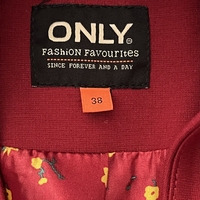 ONLY
FASHION FAVOURITES
SINCE FOREVER AND A DAY
38